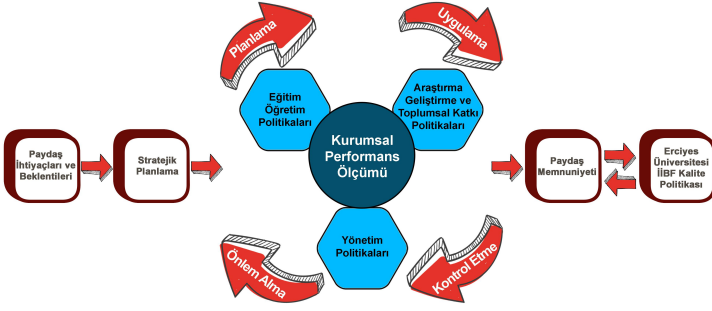 Paydaş
İhtiyaçları ve
Beklentileri
Stratejik
Planlama
Planlama
Uygulama
Eğitim
Öğretim
Politikaları
Araştırma
Geliştirme ve
Toplumsal Katkı
Politikaları
Kurumsal
Performans
Ölçümü
Yönetim
Politikaları
Önlem Alma
Kontrol Etme
Paydaş
Memnuniyeti
Erciyes
Üniversitesi
İİBF Kalite
Politikası